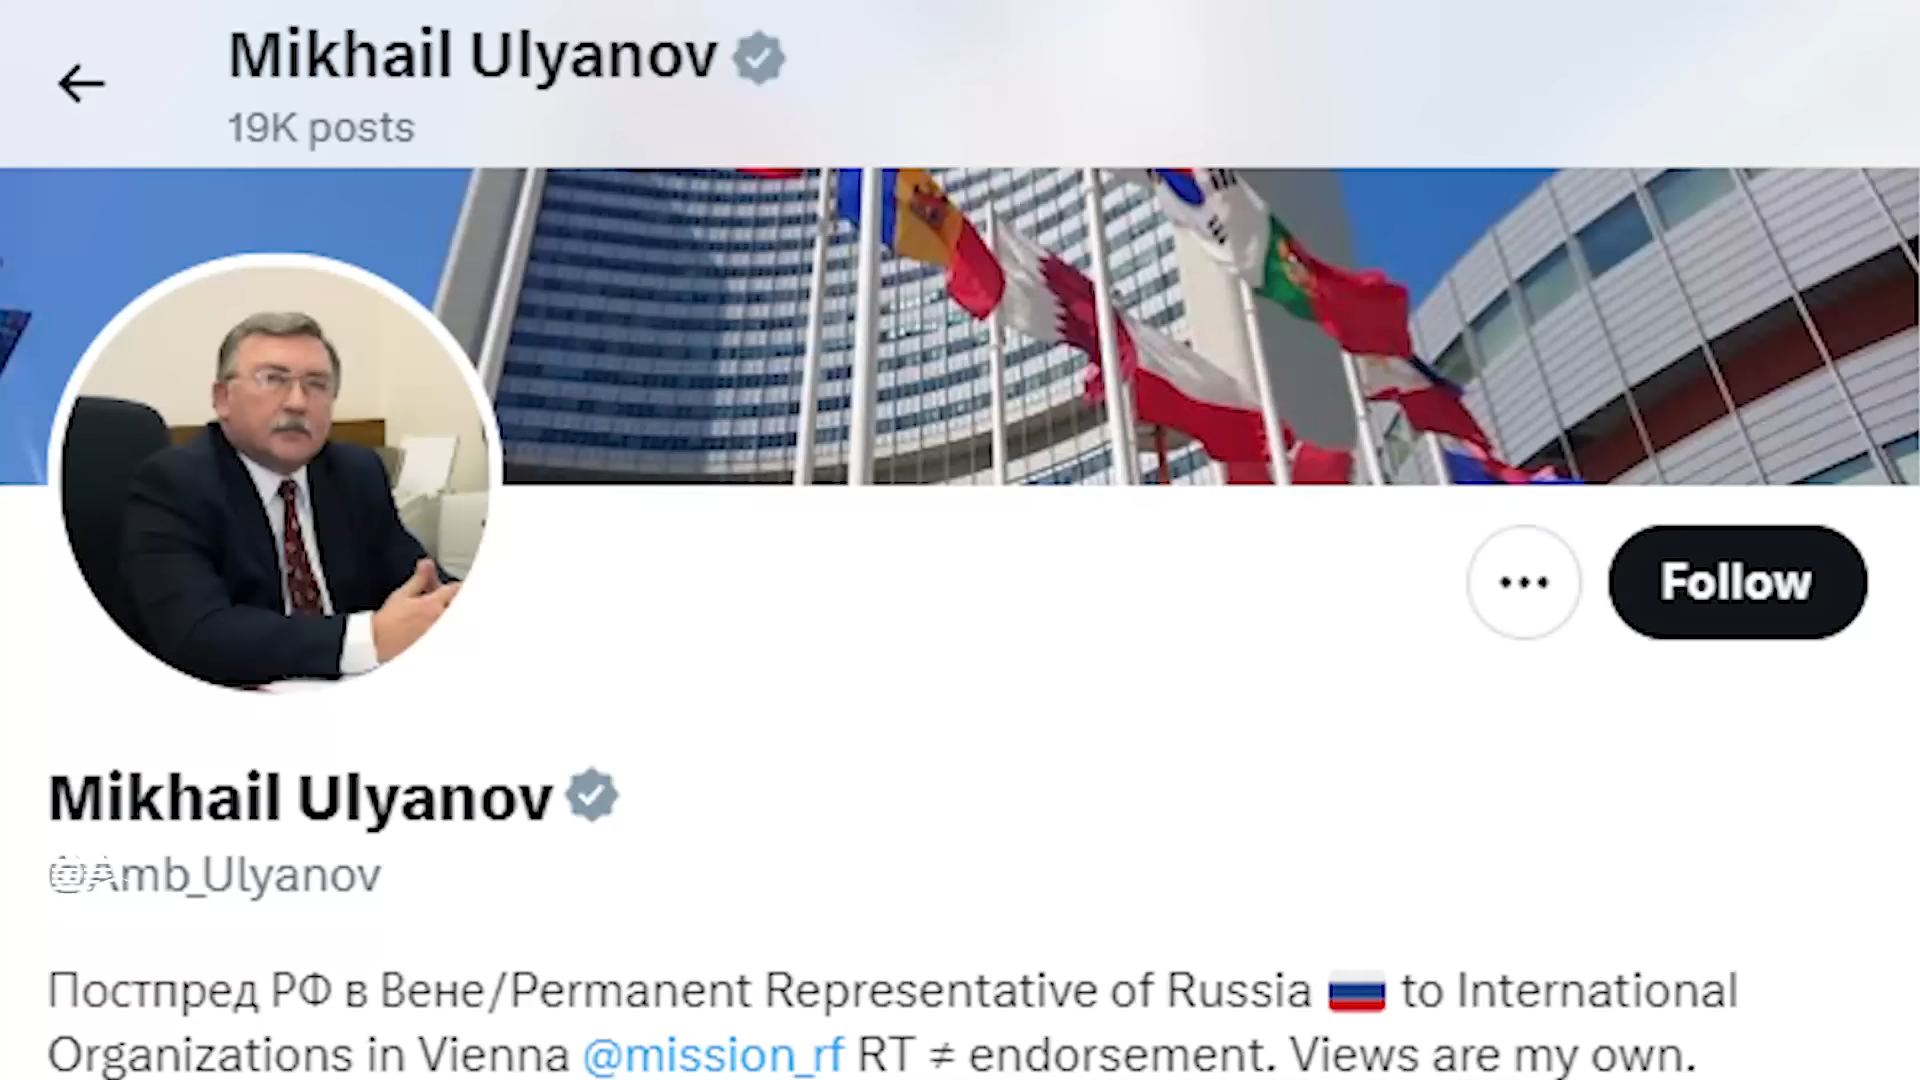 Mikhail Ulyanov
19K posts
Follow
Mikhail Ulyanov
@Amb_Ulyanov
Постпред РФ в Вене/Permanent Representative of Russia 🇷🇺 to International
Organizations in Vienna @mission_rf RT ≠ endorsement. Views are my own.